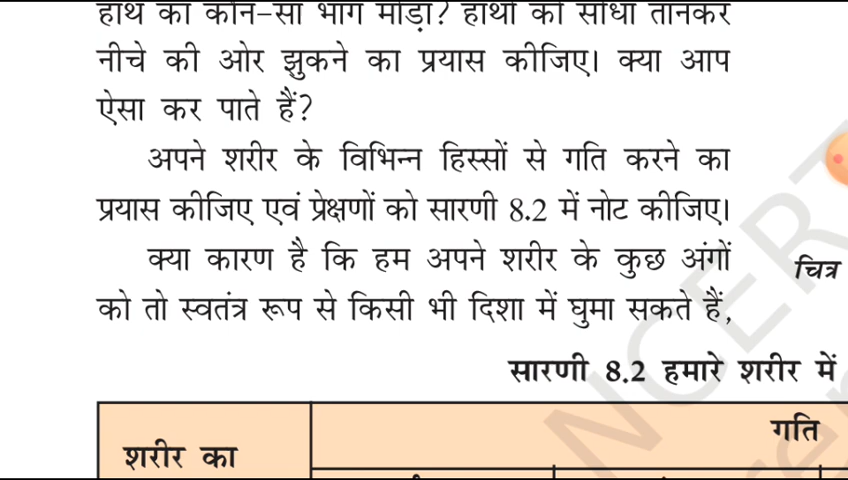 हाथ का कौन-सा भाग मोड़ा? हाथों को सीधा तानकर
नीचे की ओर झुकने का प्रयास कीजिए। क्या आप
ऐसा कर पाते हैं?
अपने शरीर के विभिन्न हिस्सों से गति करने का
प्रयास कीजिए एवं प्रेक्षणों को सारणी 8.2 में नोट कीजिए।
क्या कारण है कि हम अपने शरीर के कुछ अंगों
को तो स्वतंत्र रूप से किसी भी दिशा में घुमा सकते हैं,
चित्र
सारणी 8.2 हमारे शरीर में
गति
शरीर का
NCERT